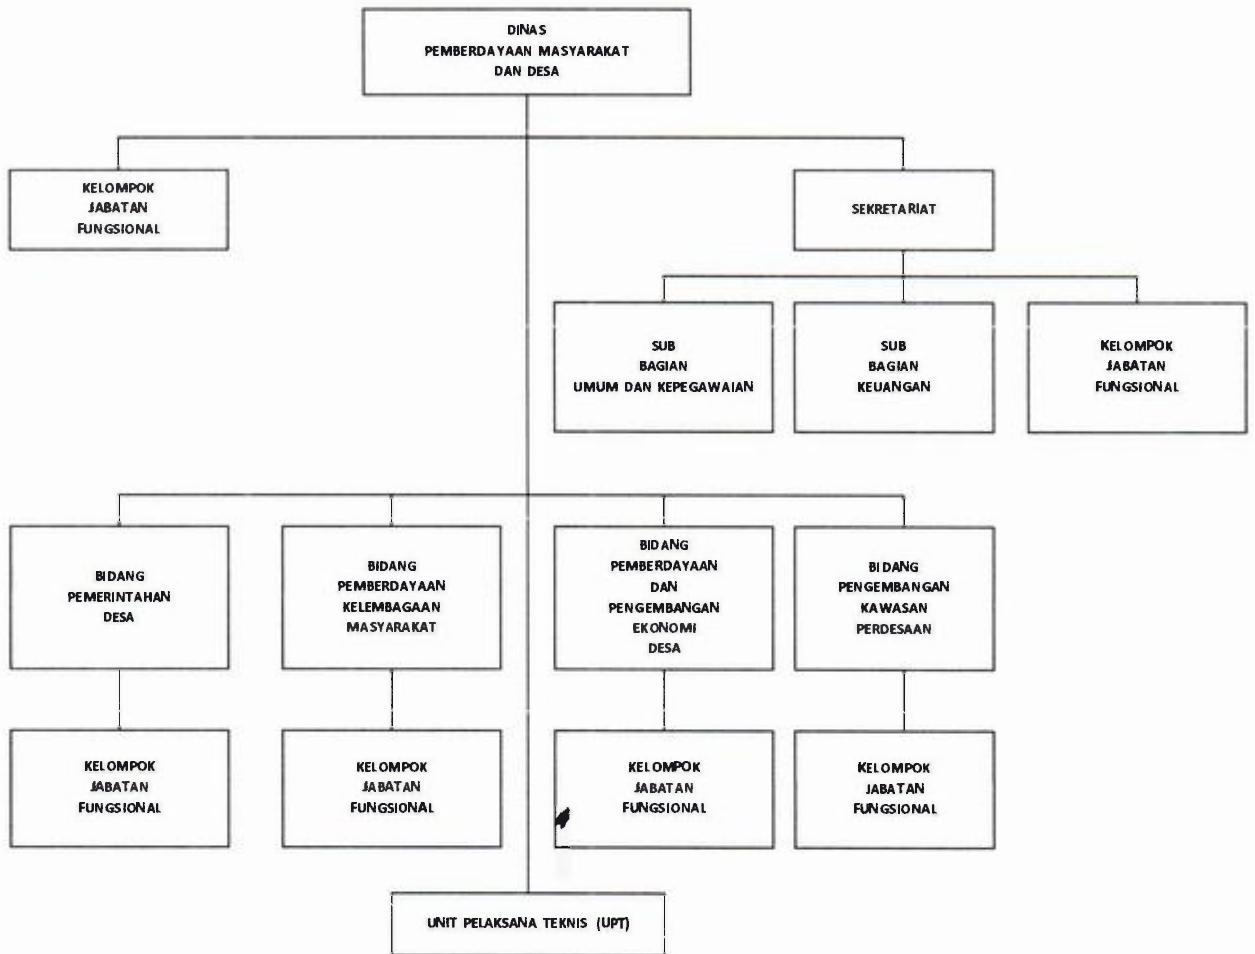 DINAS
PEMBERDAYAAN MASYARAKAT
DAN DESA
KELOMPOK
JABATAN
FUNGSIONAL
SEKRETARIAT
SUB
BAGIAN
UMUM DAN KEPEGAWAIAN
SUB
BAGIAN
KEUANGAN
KELOMPOK
JABATAN
FUNGSIONAL
BIDANG
PEMERINTAHAN
DESA
BIDANG
PEMBERDAYAAN
KELEMBAGAAN
MASYARAKAT
BIDANG
PEMBERDAYAAN
DAN
PENGEMBANGAN
EKONOMI
DESA
BIDANG
PENGEMBANGAN
KAWASAN
PERDESAAN
KELOMPOK
JABATAN
FUNGSIONAL
KELOMPOK
JABATAN
FUNGSIONAL
KELOMPOK
JABATAN
FUNGSIONAL
KELOMPOK
JABATAN
FUNGSIONAL
UNIT PELAKSANA TEKNIS (UPT)